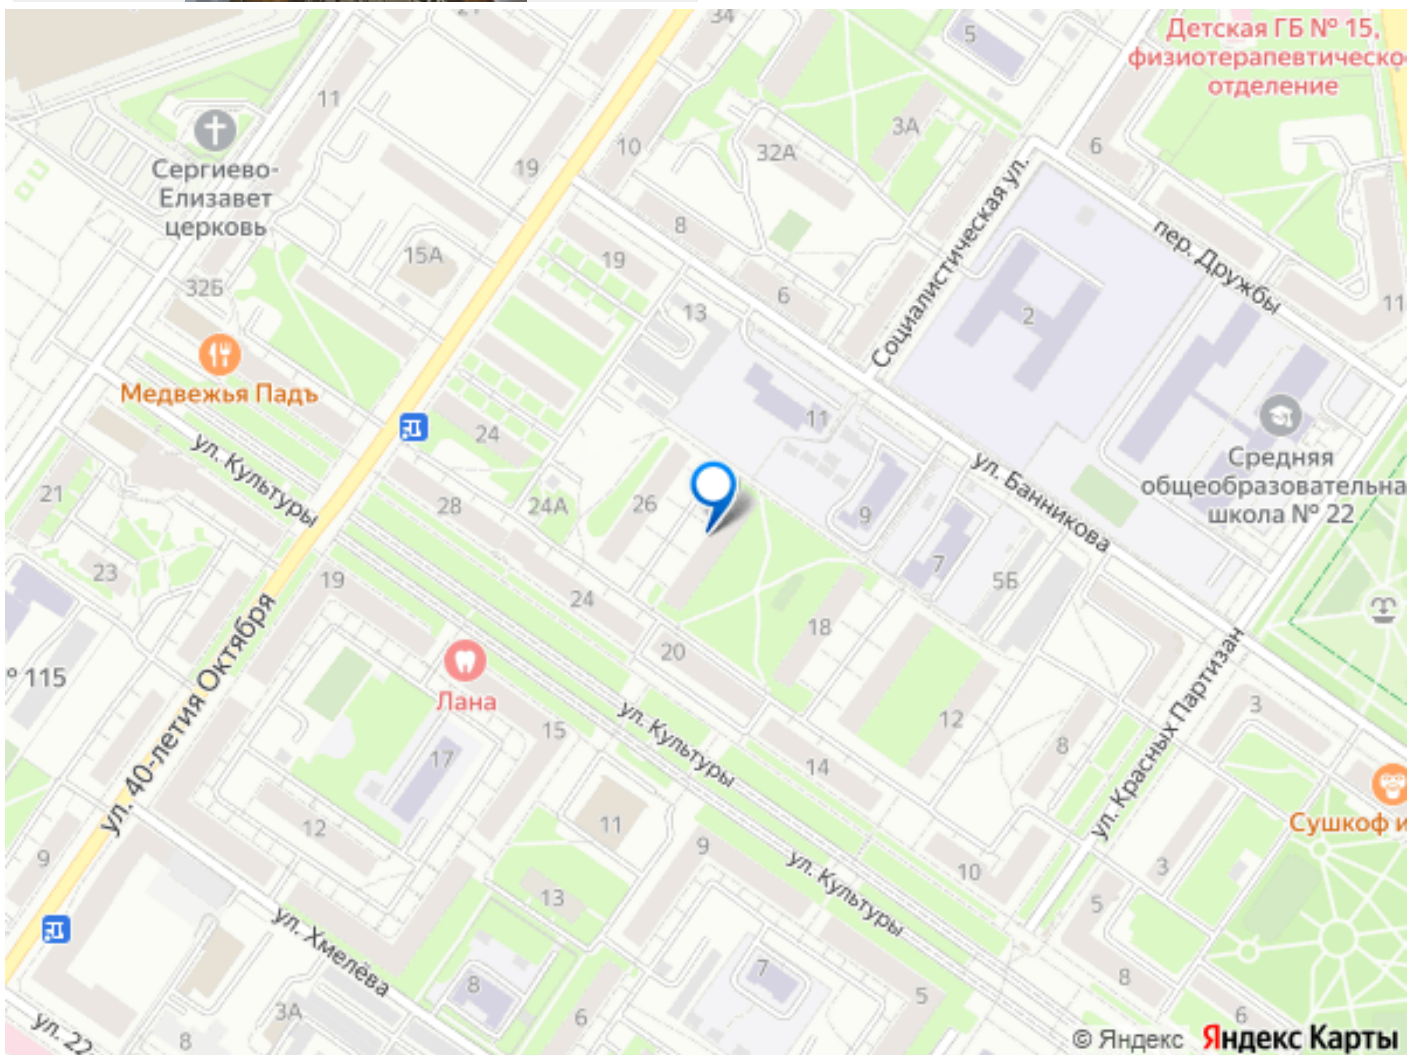 34
5
Детская ГБ № 15,
физиотерапевтическо
отделение
11
3А
10
32А
6
19
Сергиево-
Елизавет
церковь
Социалистическая ул.
пер. Дружбы
8
15А
19
32Б
6
13
2
11
Медвежья Падъ
11
24
ул. Культуры
ул. Банникова
Средняя
общеобразовательна
школа № 22
21
28
24А
26
9
7
5Б
23
19
24
18
ул. 40-летия Октября
° 115
20
Лана
ул. Культуры
ул. Красных Партизан
3
15
12
8
17
14
Сушкоф и
12
11
9
ул. Культуры
10
3
9
13
5
ул. Хмелёва
7
8
8
5
3А
6
6
ул. 22
8
© Яндекс Яндекс Карты